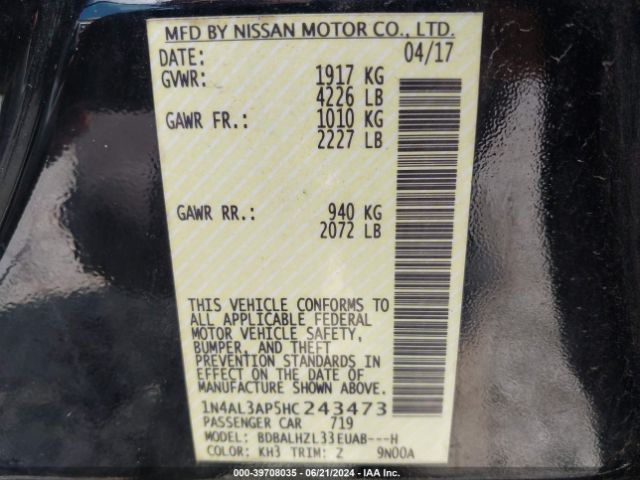 MFD BY NISSAN MOTOR CO., LTD.
DATE: 04/17
GVWR: 1917 KG
4226 LB
GAWR FR.: 1010 KG
2227 LB
GAWR RR.: 940 KG
2072 LB
THIS VEHICLE CONFORMS TO
ALL APPLICABLE FEDERAL
MOTOR VEHICLE SAFETY,
BUMPER, AND THEFT
PREVENTION STANDARDS IN
EFFECT ON THE DATE OF
MANUFACTURE SHOWN ABOVE.
1N4AL3AP5HC243473
PASSENGER CAR 719
MODEL: BDBALHZL33EUAB---H
COLOR: KH3 TRIM: Z 9N00A
000-39708035 - 06/21/2024 - IAA Inc.